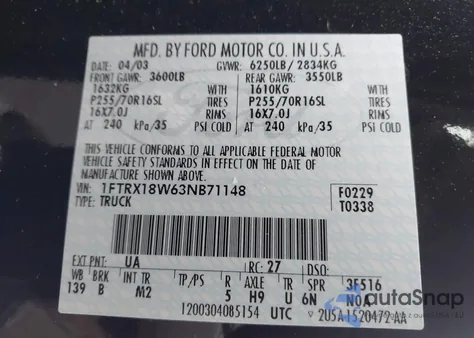 MFD. BY FORD MOTOR CO. IN U.S.A.
DATE: 04/03 GVWR: 6250LB/ 2834KG
FRONT GAWR: 3600LB REAR GAWR: 3550LB
1632KG WITH 1610KG WITH
P255/70R16SL TIRES P255/70R16SL TIRES
16X7.0J RIMS 16X7.0J RIMS
AT 240 kPa/35 PSI COLD AT 240 kPa/35 PSI COLD
THIS VEHICLE CONFORMS TO ALL APPLICABLE FEDERAL MOTOR
VEHICLE SAFETY STANDARDS IN EFFECT ON THE DATE OF
MANUFACTURE SHOWN ABOVE.
VIN: 1FTRX18W63NB71148 F0229
TYPE: TRUCK T0338
EXT PNT: UA RC: 27 DSO:
WB BRK INT TR TP/PS R AXLE TR SPR 3F516
139 B M2 5 H9 U 6N NOA
1200304085154 UTC 2U5A 1520472 AA
autoSnap